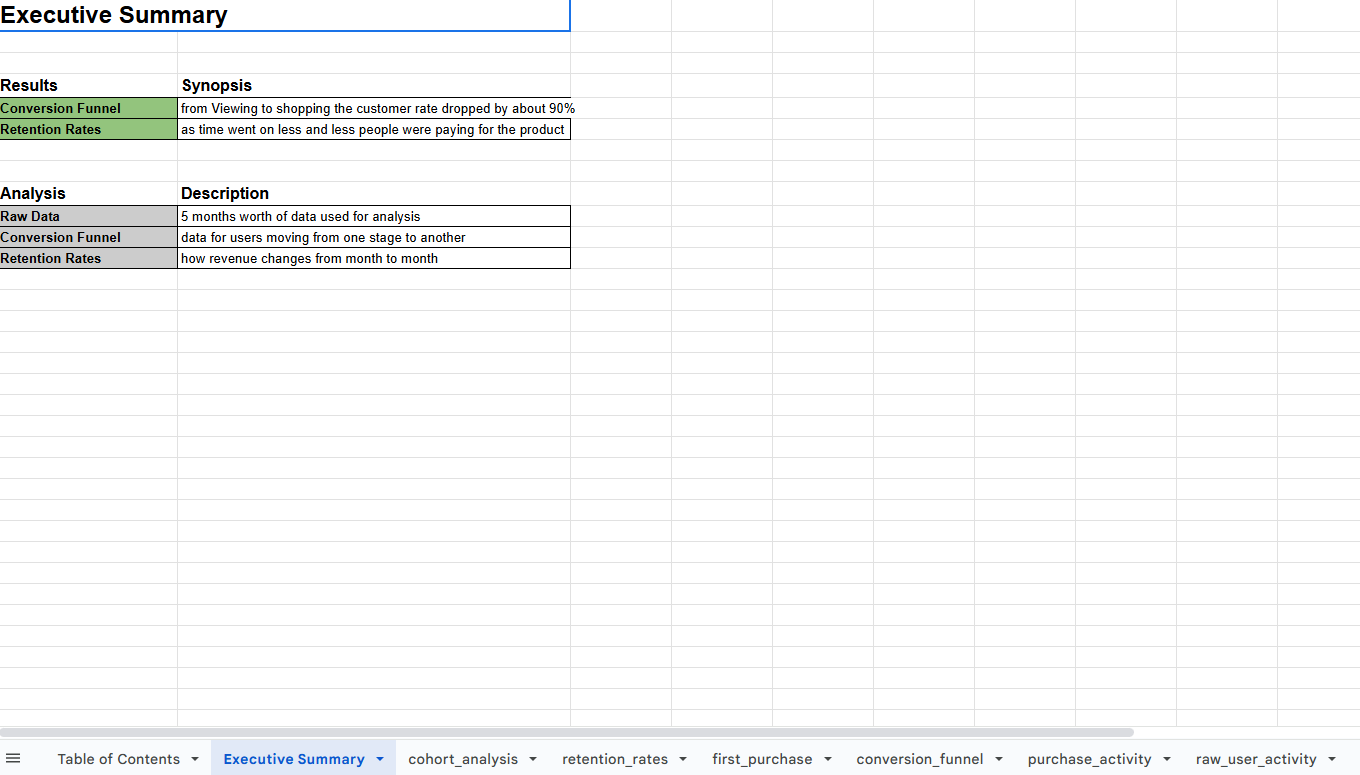 Executive Summary
Results Synopsis
Conversion Funnel from Viewing to shopping the customer rate dropped by about 90%
Retention Rates as time went on less and less people were paying for the product
Analysis Description
Raw Data 5 months worth of data used for analysis
Conversion Funnel data for users moving from one stage to another
Retention Rates how revenue changes from month to month
Table of Contents Executive Summary cohort_analysis retention_rates first_purchase conversion_funnel purchase_activity raw_user_activity